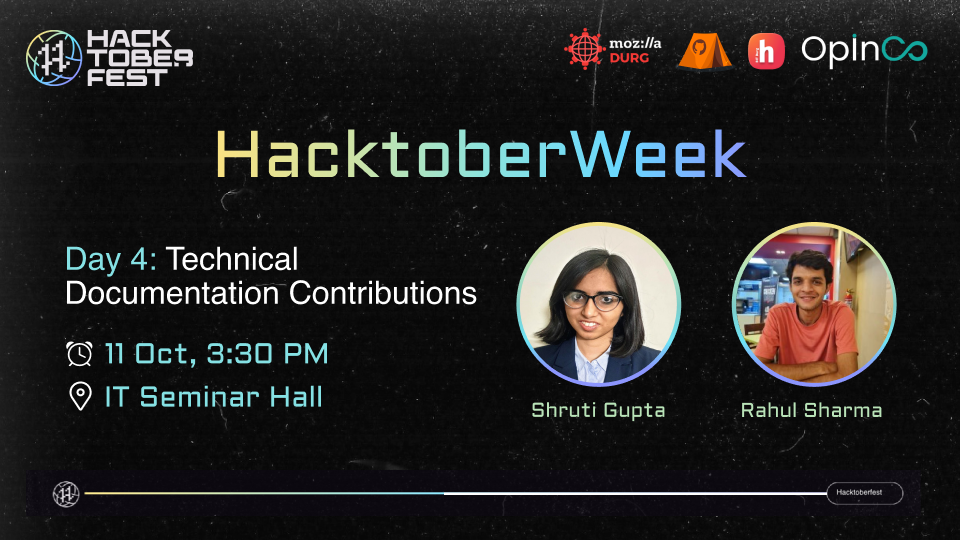 HACK
TOBER
FEST
moz://a
DURG
h
OpinCo
HacktoberWeek
Day 4: Technical
Documentation Contributions
11 Oct, 3:30 PM
IT Seminar Hall
Shruti Gupta
Rahul Sharma
11
Hacktoberfest